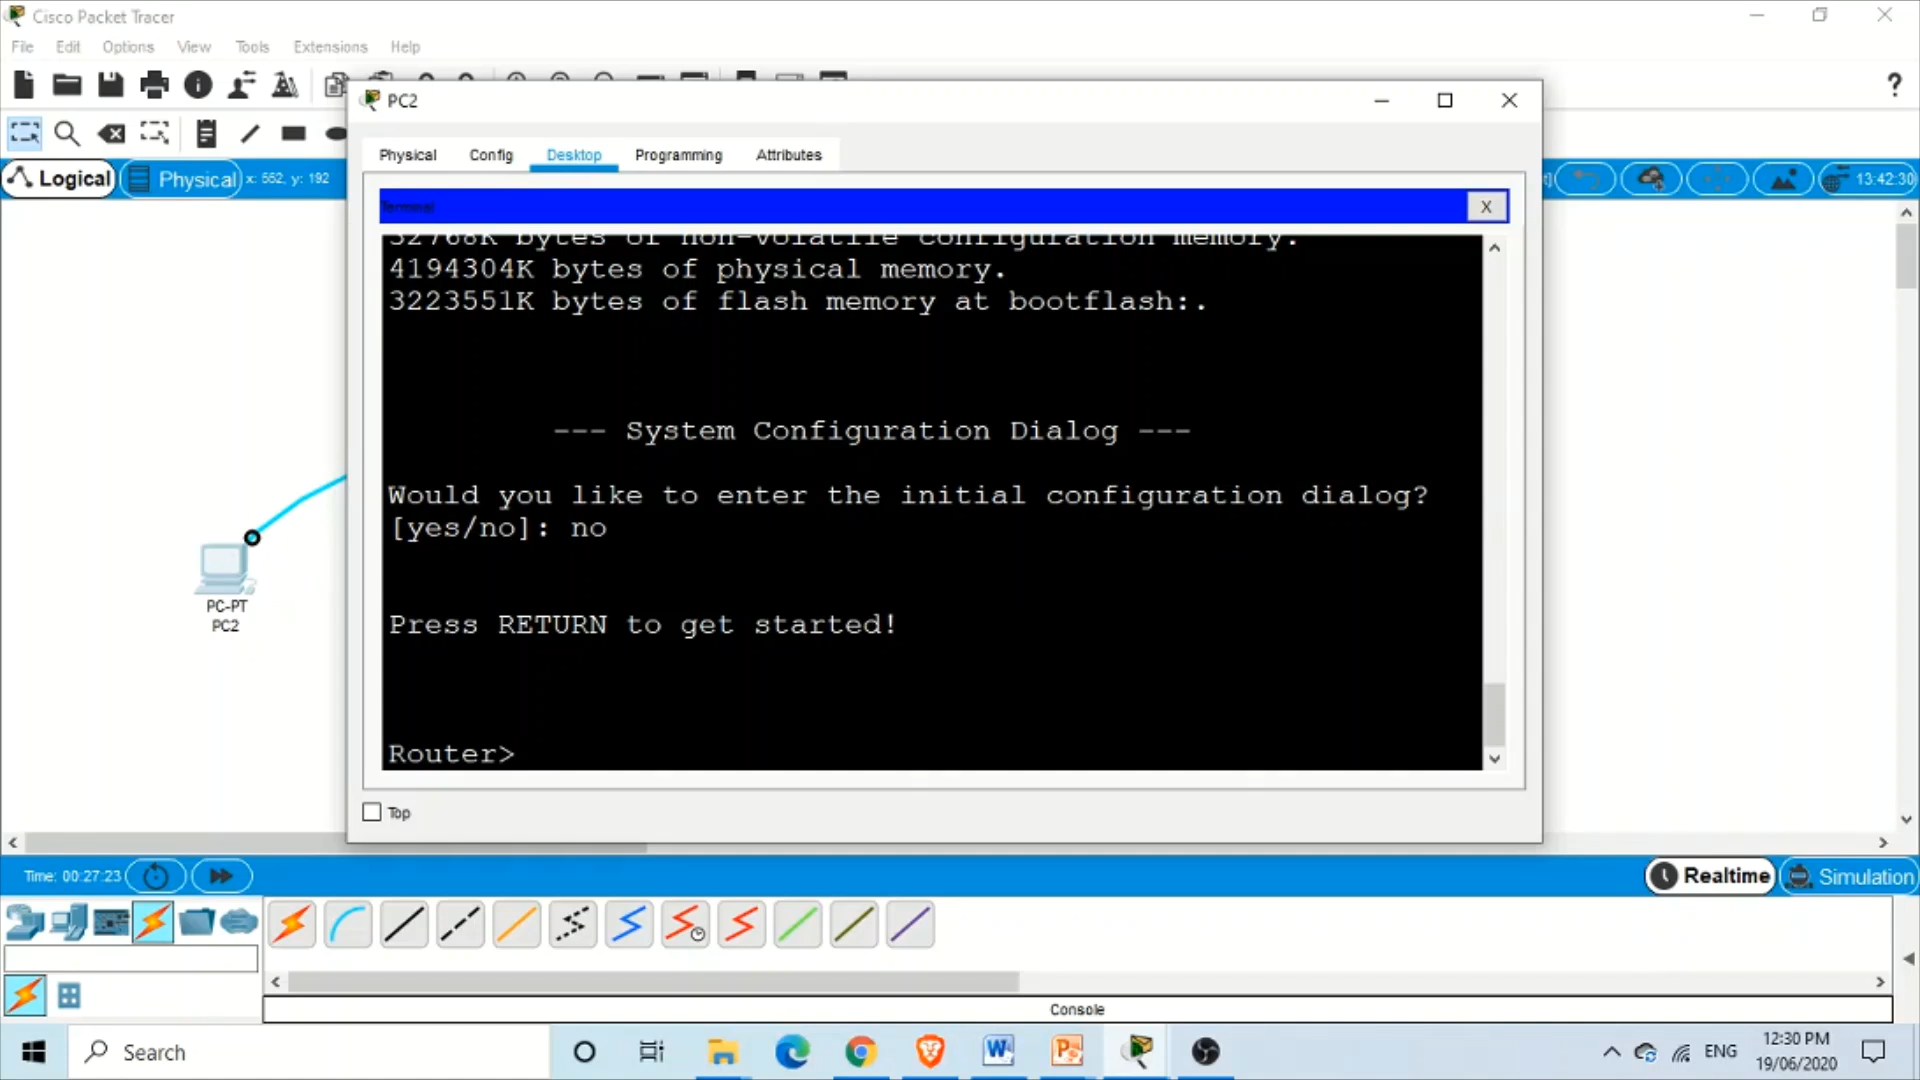 Cisco Packet Tracer
File Edit Options View Tools Extensions Help
?
PC2
Physical Config Desktop Programming Attributes
Logical Physical x: 552, y: 192
13:42:30
Terminal
X
32768K bytes of non-volatile configuration memory.
4194304K bytes of physical memory.
3223551K bytes of flash memory at bootflash:.
--- System Configuration Dialog ---
Would you like to enter the initial configuration dialog?
[yes/no]: no
Press RETURN to get started!
Router>
PC-PT
PC2
Top
Time: 00:27:23
Realtime Simulation
Console
Search
ENG
12:30 PM
19/06/2020